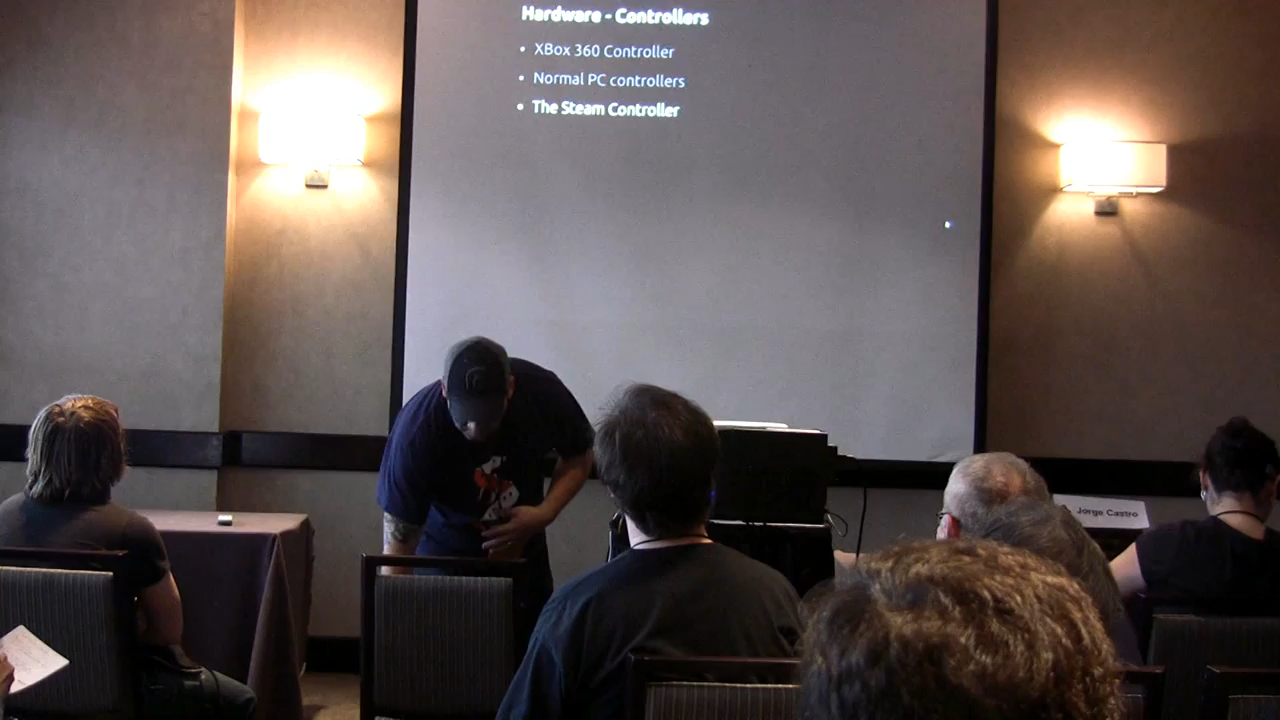 Hardware - Controllers
• XBox 360 Controller
• Normal PC controllers
• The Steam Controller
Jorge Castro